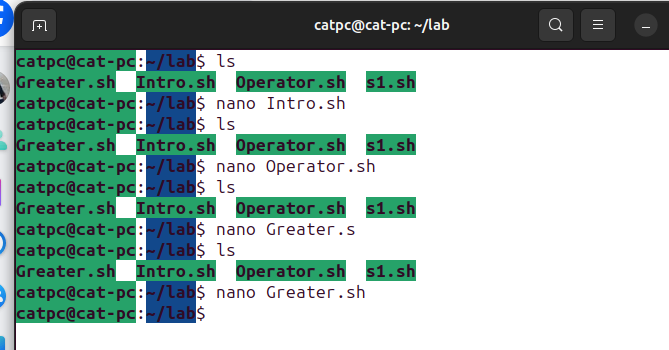 catpc@cat-pc: ~/lab
catpc@cat-pc:~/lab$ ls
Greater.sh  Intro.sh  Operator.sh  s1.sh
catpc@cat-pc:~/lab$ nano Intro.sh
catpc@cat-pc:~/lab$ ls
Greater.sh  Intro.sh  Operator.sh  s1.sh
catpc@cat-pc:~/lab$ nano Operator.sh
catpc@cat-pc:~/lab$ ls
Greater.sh  Intro.sh  Operator.sh  s1.sh
catpc@cat-pc:~/lab$ nano Greater.s
catpc@cat-pc:~/lab$ ls
Greater.sh  Intro.sh  Operator.sh  s1.sh
catpc@cat-pc:~/lab$ nano Greater.sh
catpc@cat-pc:~/lab$